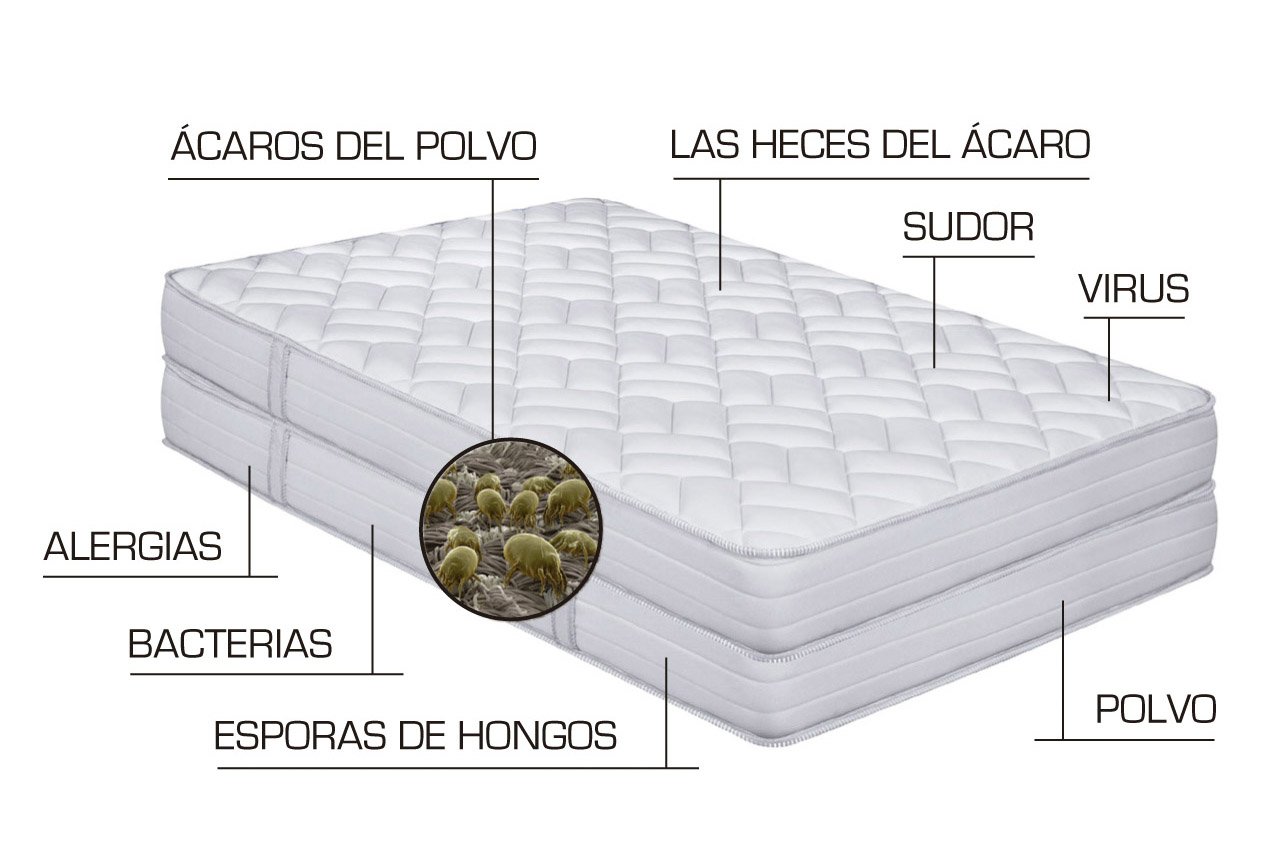 ÁCAROS DEL POLVO
LAS HECES DEL ÁCARO
SUDOR
VIRUS
ALERGIAS
BACTERIAS
ESPORAS DE HONGOS
POLVO